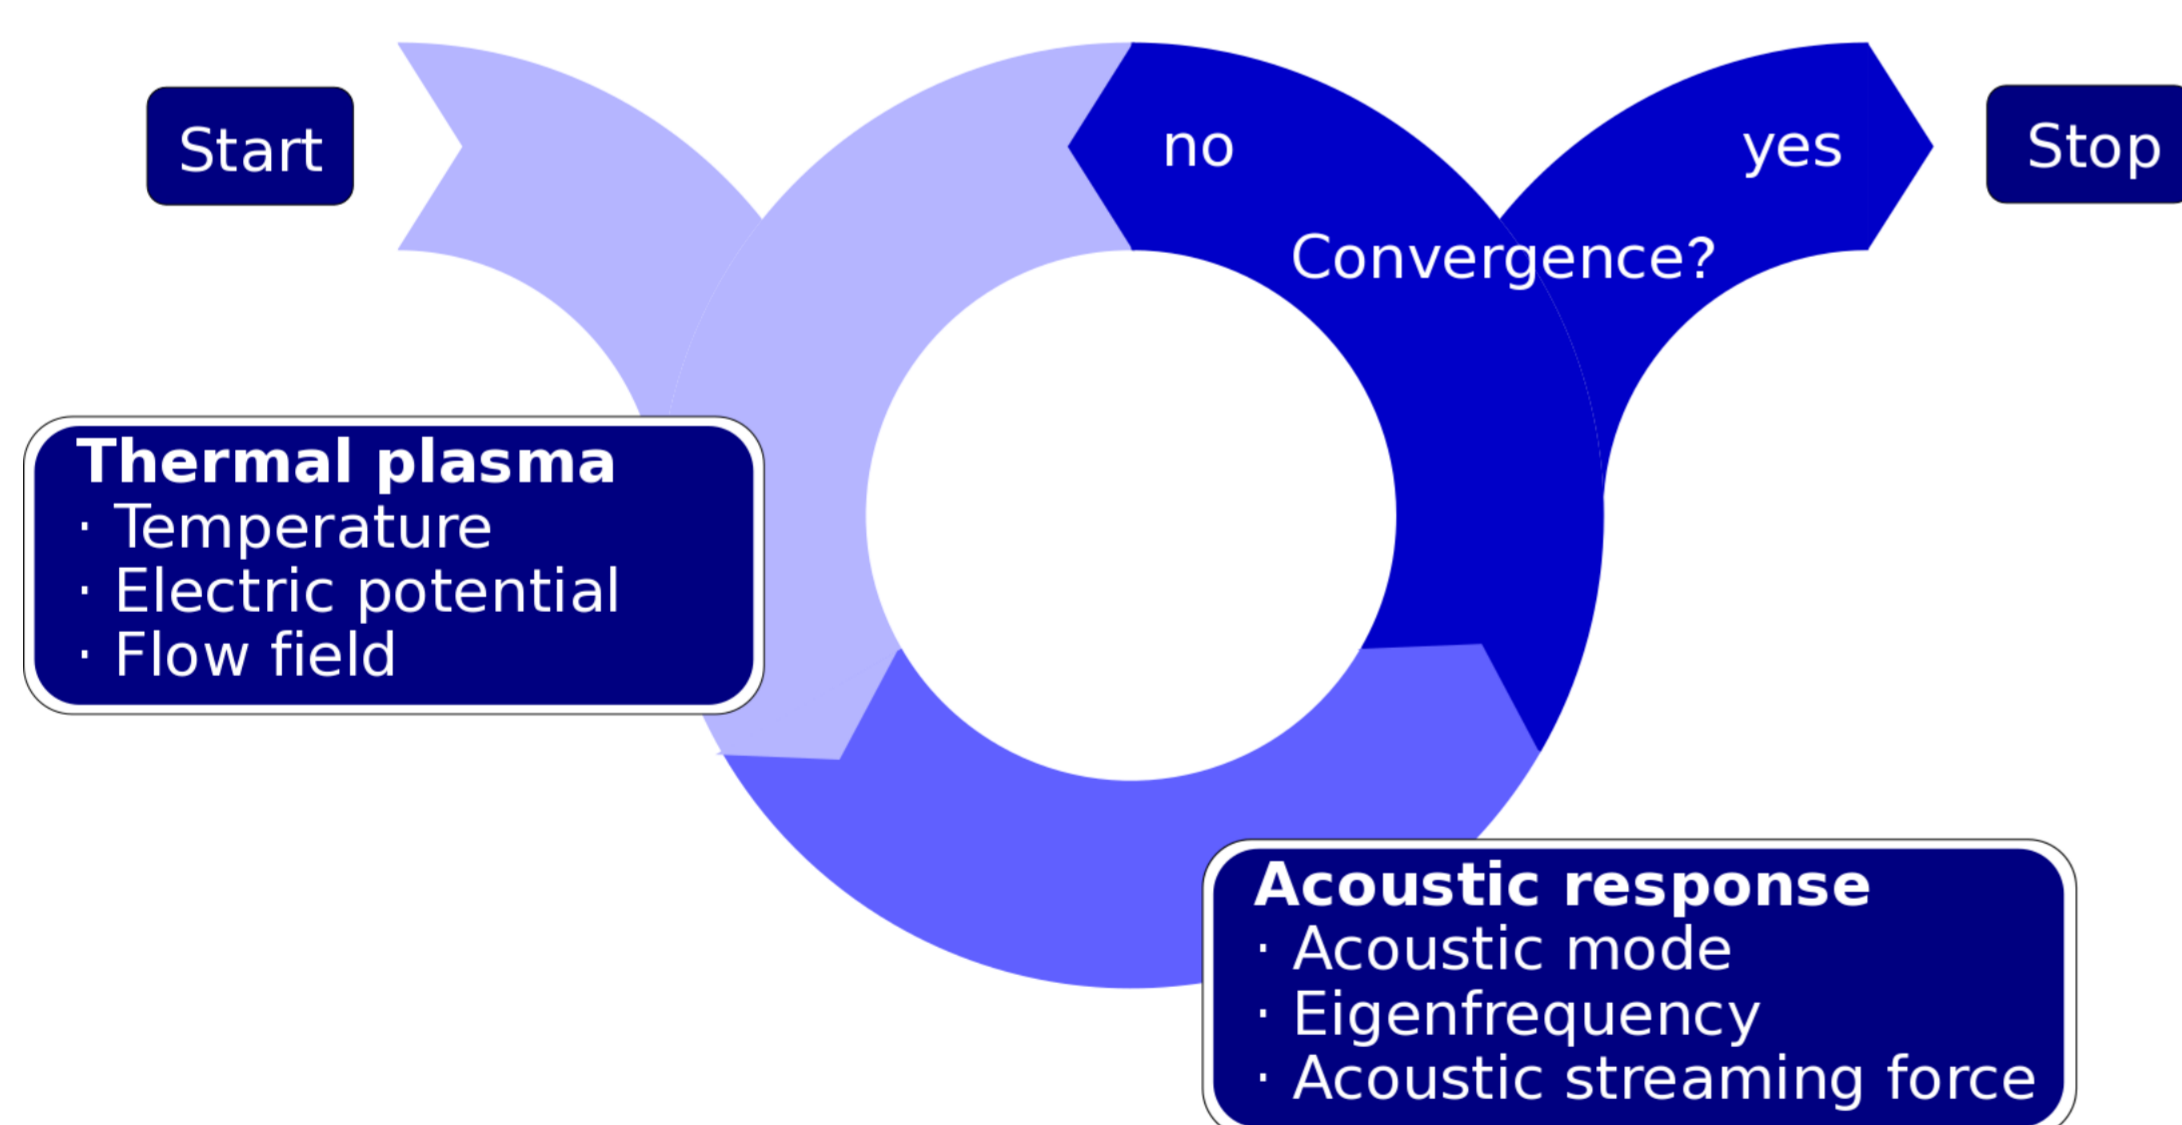 Start
no
yes
Stop
Convergence?
Thermal plasma
· Temperature
· Electric potential
· Flow field
Acoustic response
· Acoustic mode
· Eigenfrequency
· Acoustic streaming force